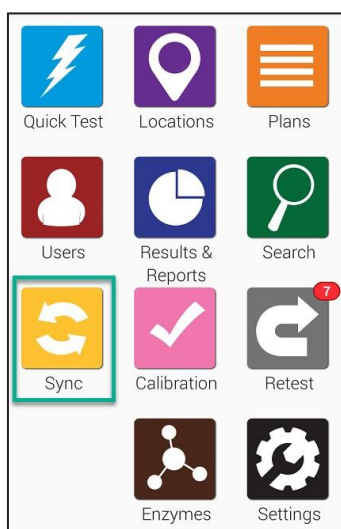 Quick Test
Locations
Plans
Users
Results &
Reports
Search
7
Sync
Calibration
Retest
Enzymes
Settings